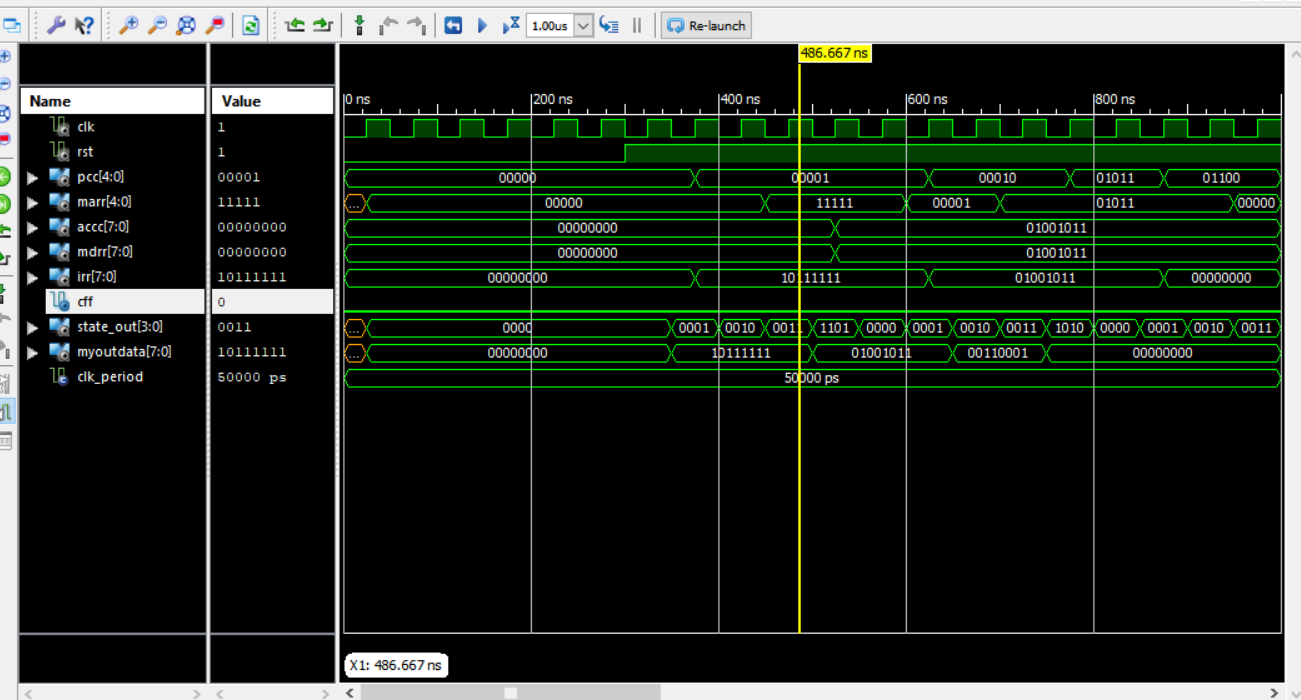 1.00us Re-launch
486.667 ns
Name Value 0 ns 200 ns 400 ns 600 ns 800 ns
clk 1
rst 1
pcc[4:0] 00001 00000 00001 00010 01011 01100
marr[4:0] 11111 ... 00000 11111 00001 01011 00000
accc[7:0] 00000000 00000000 01001011
mdrr[7:0] 00000000 00000000 01001011
irr[7:0] 10111111 00000000 10111111 01001011 00000000
cff 0
state_out[3:0] 0011 ... 0000 0001 0010 0011 1101 0000 0001 0010 0011 1010 0000 0001 0010 0011
myoutdata[7:0] 10111111 ... 00000000 10111111 01001011 00110001 00000000
clk_period 50000 ps 50000 ps
X1: 486.667 ns